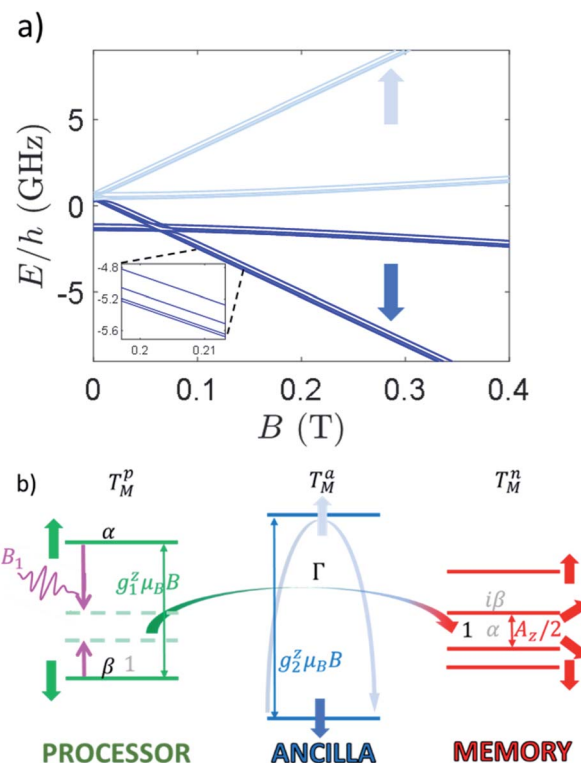 a)
E/h (GHz)
5
0
-5
-4.8
-5.2
-5.6
0.2 0.21
0 0.1 0.2 0.3 0.4
B (T)
b)
T_M^p T_M^a T_M^n
α
B_1
g_1^z μ_B B
β 1
Γ
g_2^z μ_B B
iβ
1 α A_z/2
PROCESSOR ANCILLA MEMORY